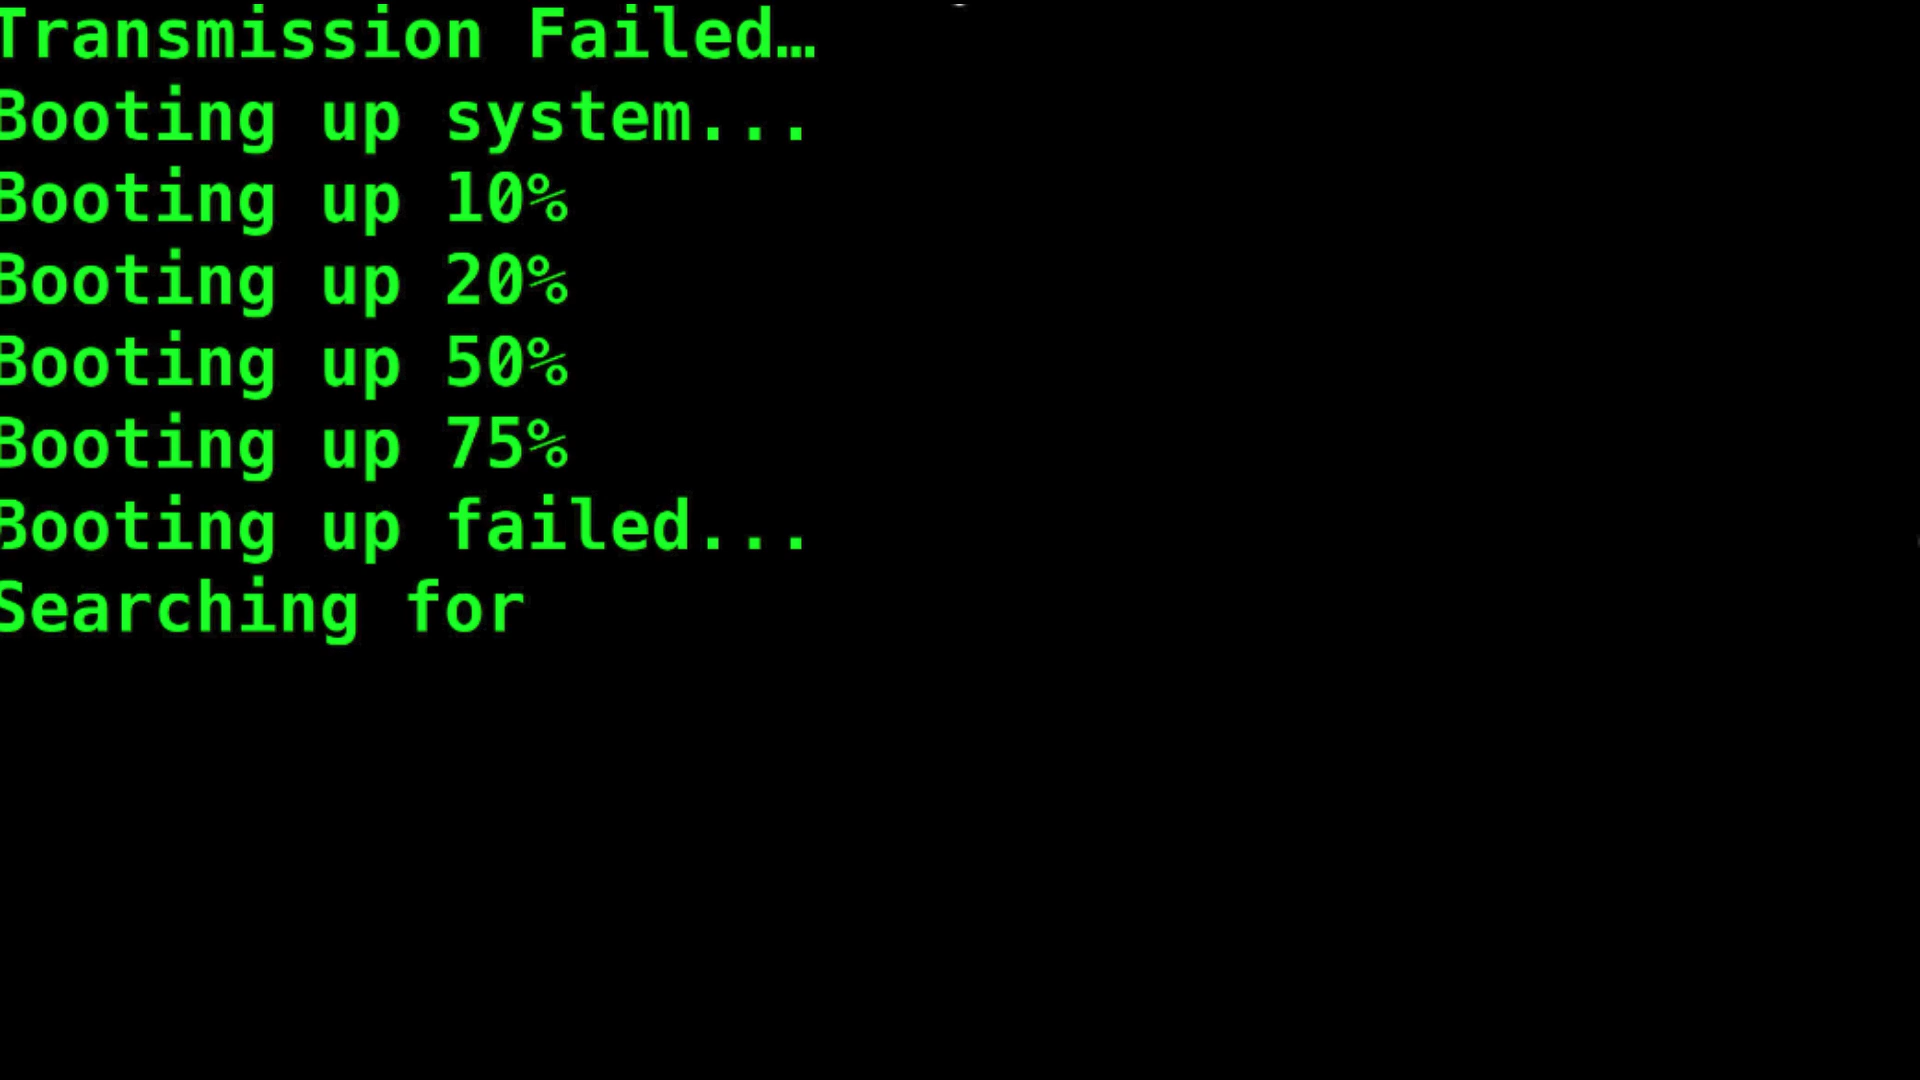 Transmission Failed…
Booting up system...
Booting up 10%
Booting up 20%
Booting up 50%
Booting up 75%
Booting up failed...
Searching for